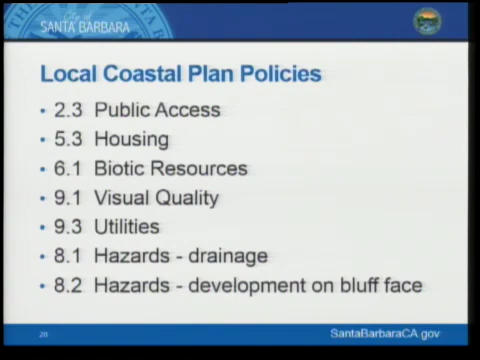 City of
SANTA BARBARA
Local Coastal Plan Policies
• 2.3 Public Access
• 5.3 Housing
• 6.1 Biotic Resources
• 9.1 Visual Quality
• 9.3 Utilities
• 8.1 Hazards - drainage
• 8.2 Hazards - development on bluff face
20
SantaBarbaraCA.gov